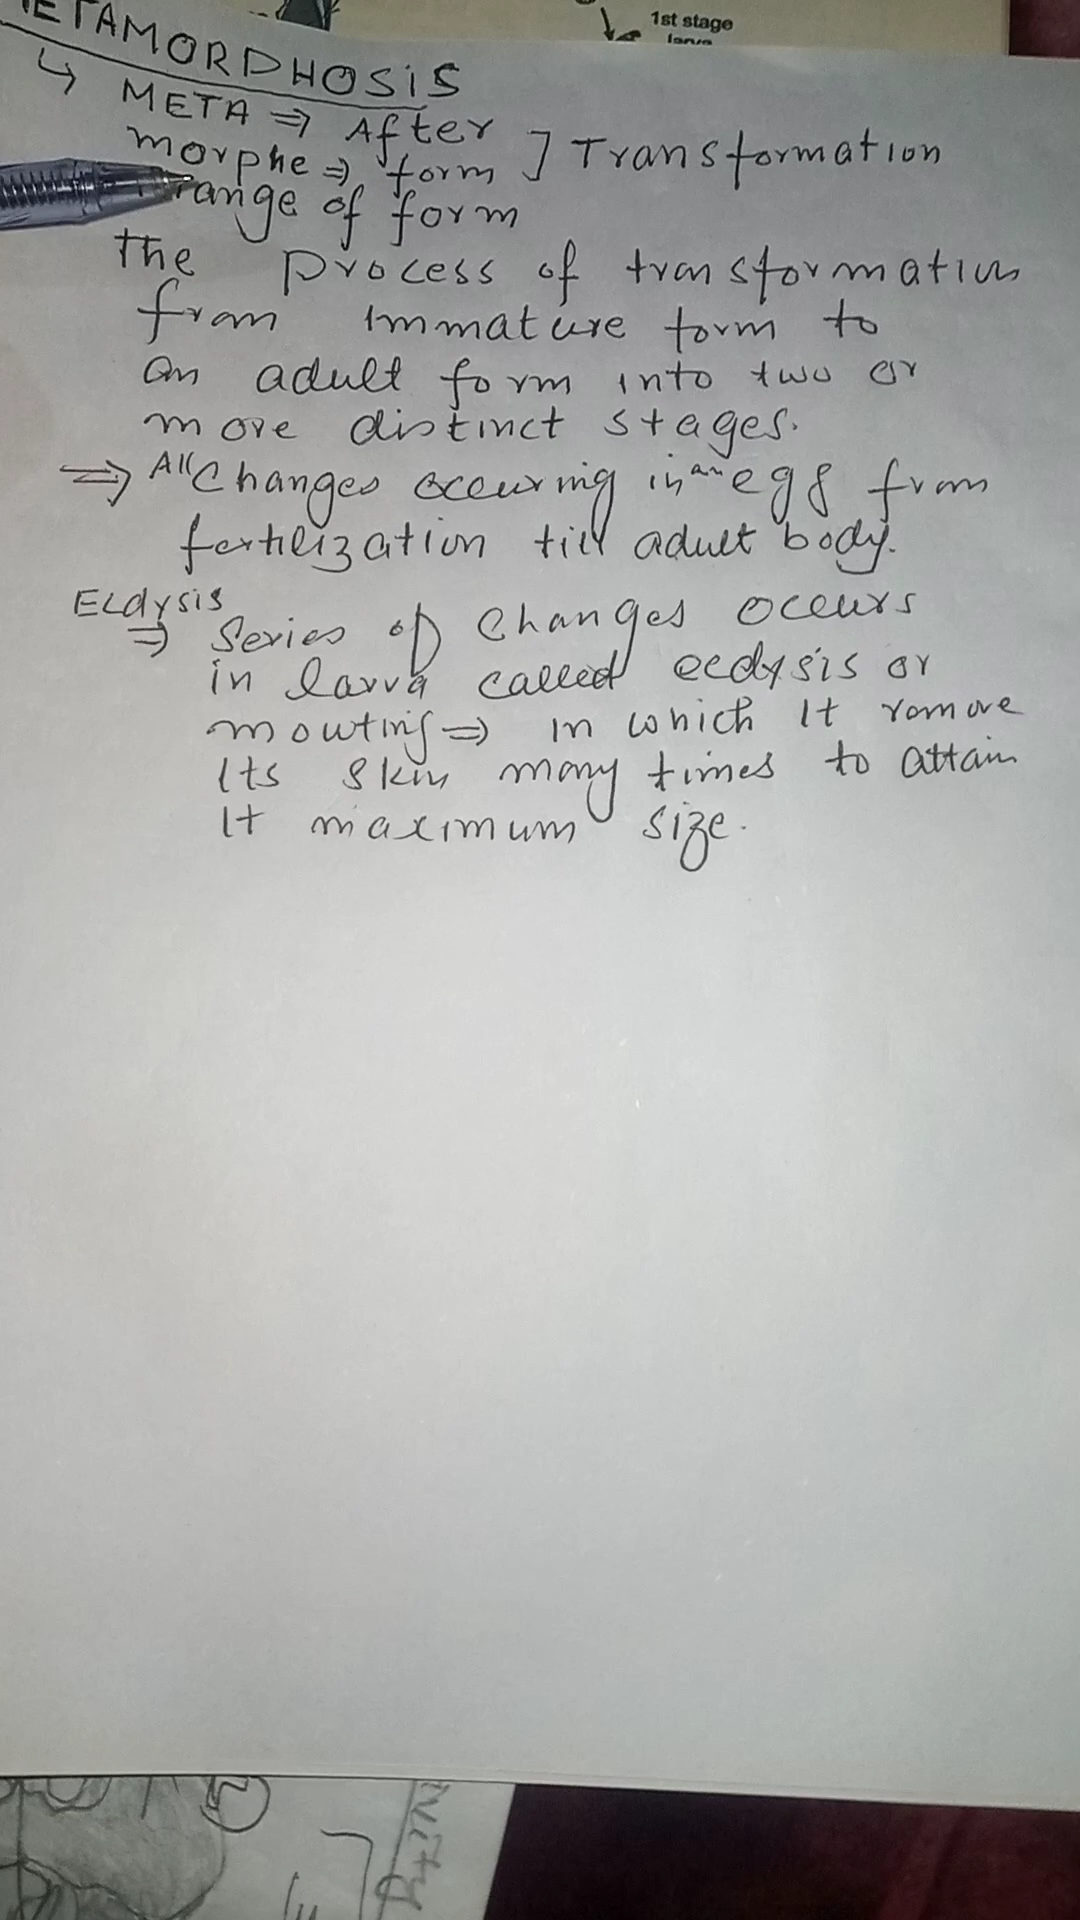 1st stage
larva
ETAMORPHOSIS
META ⇒ After
morphe ⇒ form ] Transformation
range of form
The process of transformation
from immature form to
an adult form into two or
more distinct stages.
⇒ All Changes occuring in an egg from
fertilization till adult body.
Ecdysis
⇒ Series of Changes occurs
in larva called ecdysis or
mouting ⇒ in which It remove
Its skin many times to attain
It maximum size.